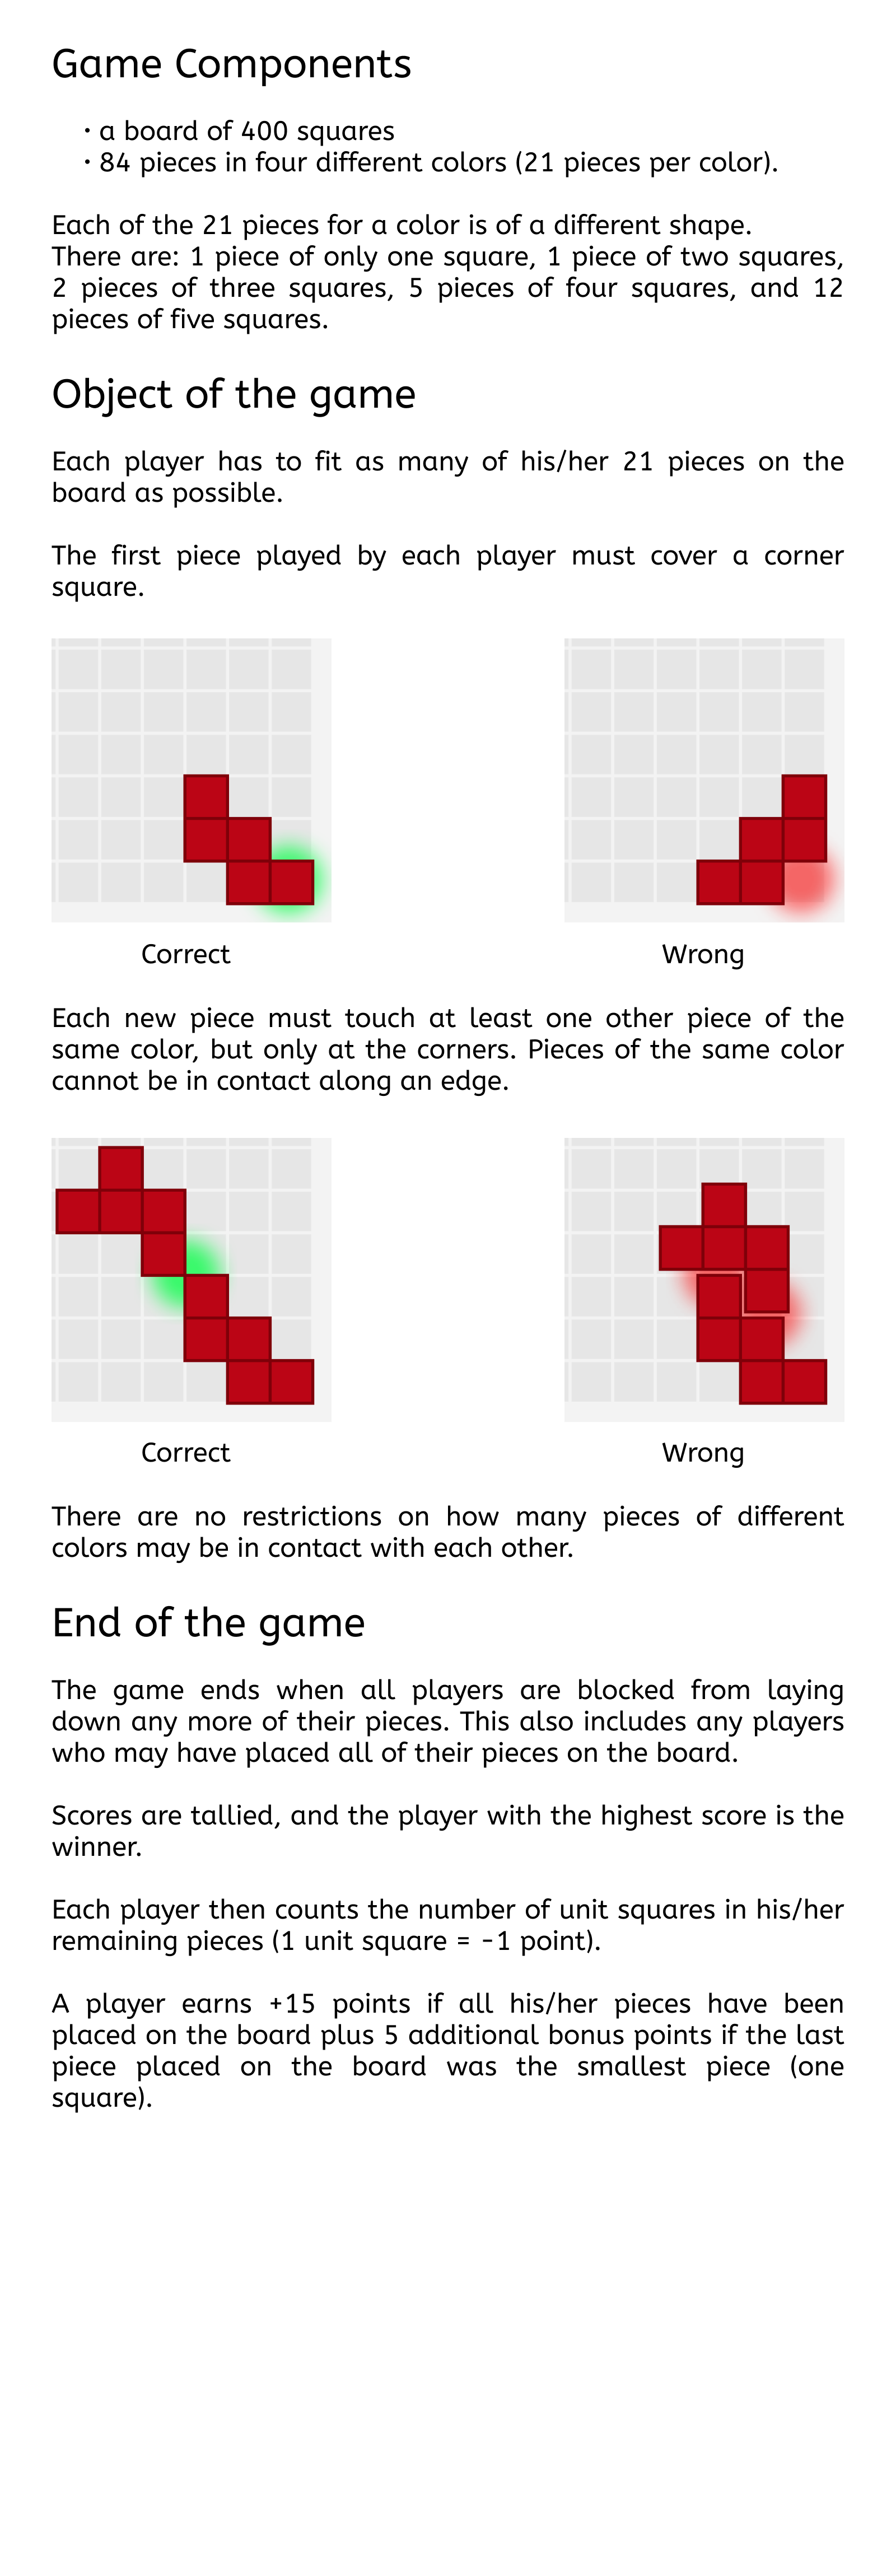 Game Components
· a board of 400 squares
· 84 pieces in four different colors (21 pieces per color).
Each of the 21 pieces for a color is of a different shape.
There are: 1 piece of only one square, 1 piece of two squares,
2 pieces of three squares, 5 pieces of four squares, and 12
pieces of five squares.
Object of the game
Each player has to fit as many of his/her 21 pieces on the
board as possible.
The first piece played by each player must cover a corner
square.
Correct
Wrong
Each new piece must touch at least one other piece of the
same color, but only at the corners. Pieces of the same color
cannot be in contact along an edge.
Correct
Wrong
There are no restrictions on how many pieces of different
colors may be in contact with each other.
End of the game
The game ends when all players are blocked from laying
down any more of their pieces. This also includes any players
who may have placed all of their pieces on the board.
Scores are tallied, and the player with the highest score is the
winner.
Each player then counts the number of unit squares in his/her
remaining pieces (1 unit square = -1 point).
A player earns +15 points if all his/her pieces have been
placed on the board plus 5 additional bonus points if the last
piece placed on the board was the smallest piece (one
square).